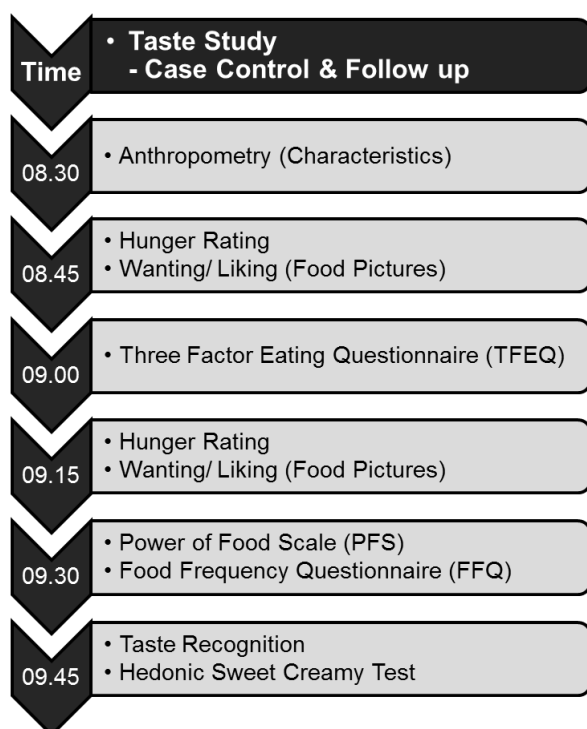 • Taste Study
Time
- Case Control & Follow up
08.30
• Anthropometry (Characteristics)
08.45
• Hunger Rating
• Wanting/ Liking (Food Pictures)
09.00
• Three Factor Eating Questionnaire (TFEQ)
09.15
• Hunger Rating
• Wanting/ Liking (Food Pictures)
09.30
• Power of Food Scale (PFS)
• Food Frequency Questionnaire (FFQ)
09.45
• Taste Recognition
• Hedonic Sweet Creamy Test